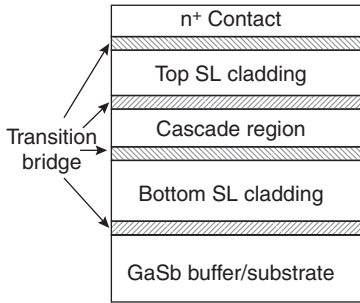 n⁺ Contact
Top SL cladding
Cascade region
Transition
bridge
Bottom SL cladding
GaSb buffer/substrate